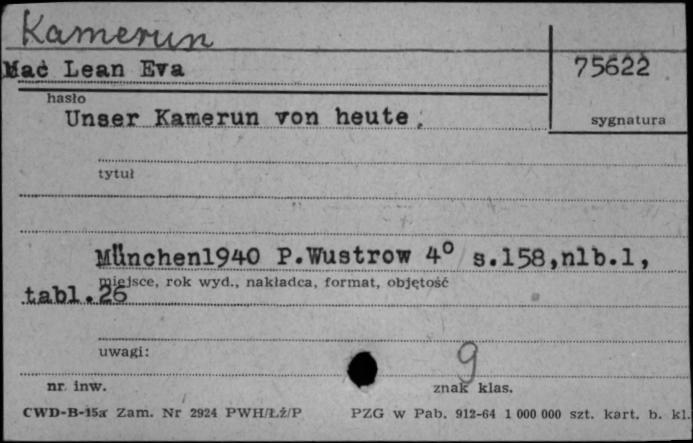 Kamerun
Mac Lean Eva
75622
hasło
Unser Kamerun von heute.
sygnatura
tytuł
München1940 P.Wustrow 4° s.158,nlb.1,
miejsce, rok wyd., nakładca, format, objętość
tabl.26
uwagi:
9
nr. inw.
znak klas.
CWD-B-15a Zam. Nr 2924 PWH/Łż/P PZG w Pab. 912-64 1 000 000 szt. kart. b. kl.